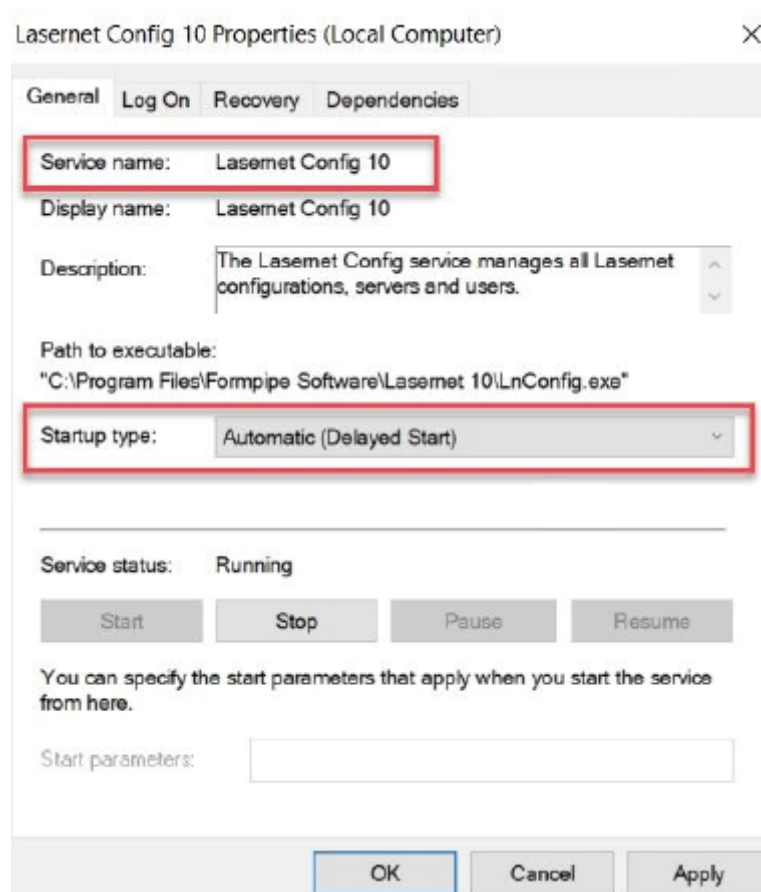 Lasernet Config 10 Properties (Local Computer)
General Log On Recovery Dependencies
Service name: Lasernet Config 10
Display name: Lasernet Config 10
Description: The Lasernet Config service manages all Lasernet
configurations, servers and users.
Path to executable:
"C:\Program Files\Formpipe Software\Lasernet 10\LnConfig.exe"
Startup type: Automatic (Delayed Start)
Service status: Running
Start Stop Pause Resume
You can specify the start parameters that apply when you start the service
from here.
Start parameters:
OK Cancel Apply